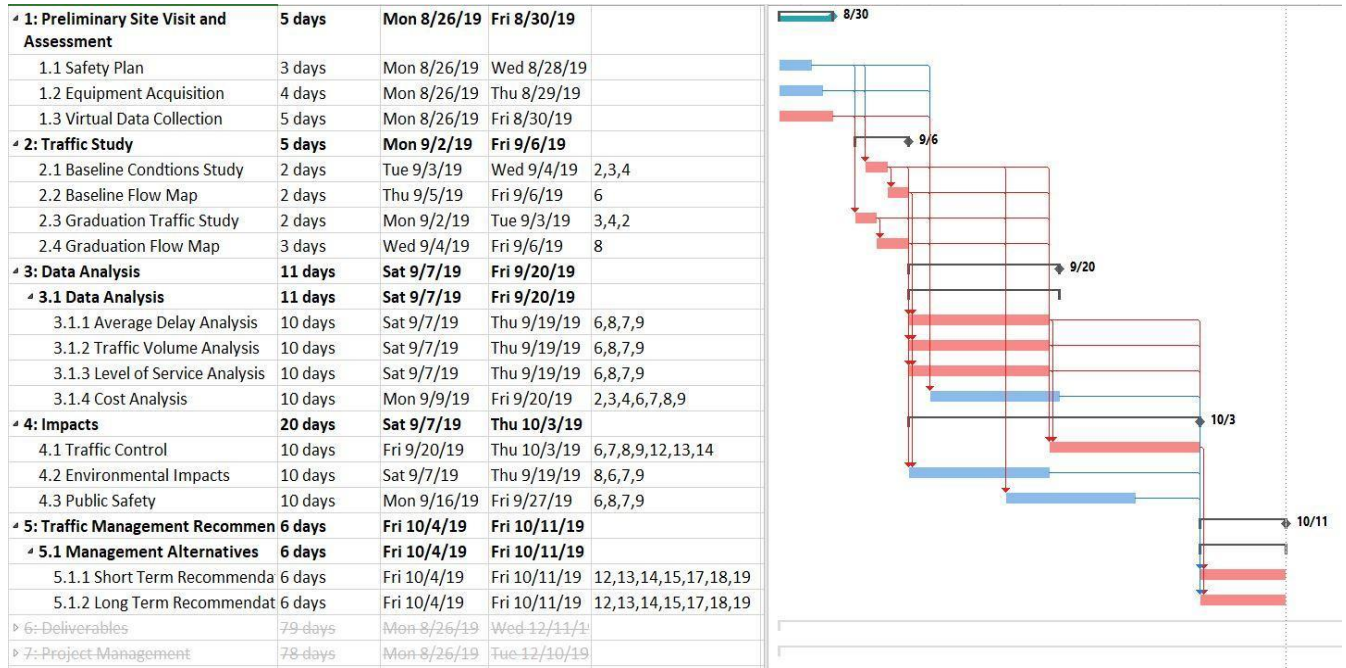 1: Preliminary Site Visit and Assessment 5 days Mon 8/26/19 Fri 8/30/19 8/30
1.1 Safety Plan 3 days Mon 8/26/19 Wed 8/28/19
1.2 Equipment Acquisition 4 days Mon 8/26/19 Thu 8/29/19
1.3 Virtual Data Collection 5 days Mon 8/26/19 Fri 8/30/19
2: Traffic Study 5 days Mon 9/2/19 Fri 9/6/19 9/6
2.1 Baseline Condtions Study 2 days Tue 9/3/19 Wed 9/4/19 2,3,4
2.2 Baseline Flow Map 2 days Thu 9/5/19 Fri 9/6/19 6
2.3 Graduation Traffic Study 2 days Mon 9/2/19 Tue 9/3/19 3,4,2
2.4 Graduation Flow Map 3 days Wed 9/4/19 Fri 9/6/19 8
3: Data Analysis 11 days Sat 9/7/19 Fri 9/20/19 9/20
3.1 Data Analysis 11 days Sat 9/7/19 Fri 9/20/19
3.1.1 Average Delay Analysis 10 days Sat 9/7/19 Thu 9/19/19 6,8,7,9
3.1.2 Traffic Volume Analysis 10 days Sat 9/7/19 Thu 9/19/19 6,8,7,9
3.1.3 Level of Service Analysis 10 days Sat 9/7/19 Thu 9/19/19 6,8,7,9
3.1.4 Cost Analysis 10 days Mon 9/9/19 Fri 9/20/19 2,3,4,6,7,8,9
4: Impacts 20 days Sat 9/7/19 Thu 10/3/19 10/3
4.1 Traffic Control 10 days Fri 9/20/19 Thu 10/3/19 6,7,8,9,12,13,14
4.2 Environmental Impacts 10 days Sat 9/7/19 Thu 9/19/19 8,6,7,9
4.3 Public Safety 10 days Mon 9/16/19 Fri 9/27/19 6,8,7,9
5: Traffic Management Recommen 6 days Fri 10/4/19 Fri 10/11/19 10/11
5.1 Management Alternatives 6 days Fri 10/4/19 Fri 10/11/19
5.1.1 Short Term Recommenda 6 days Fri 10/4/19 Fri 10/11/19 12,13,14,15,17,18,19
5.1.2 Long Term Recommendat 6 days Fri 10/4/19 Fri 10/11/19 12,13,14,15,17,18,19
6: Deliverables 79 days Mon 8/26/19 Wed 12/11/1
7: Project Management 78 days Mon 8/26/19 Tue 12/10/19